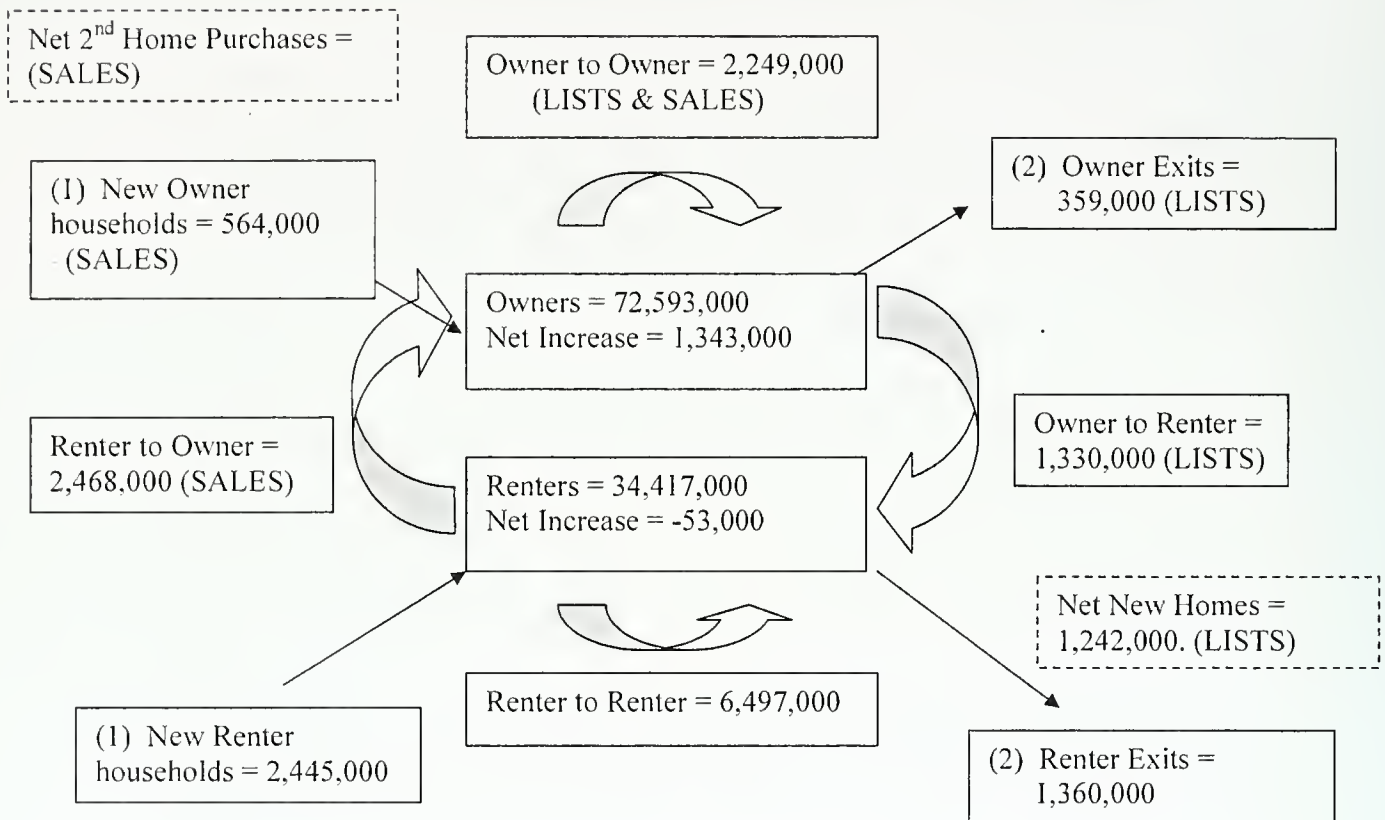 Net 2nd Home Purchases =
(SALES)
Owner to Owner = 2,249,000
(LISTS & SALES)
(1) New Owner
households = 564,000
(SALES)
(2) Owner Exits =
359,000 (LISTS)
Owners = 72,593,000
Net Increase = 1,343,000
Renter to Owner =
2,468,000 (SALES)
Owner to Renter =
1,330,000 (LISTS)
Renters = 34,417,000
Net Increase = -53,000
Net New Homes =
1,242,000. (LISTS)
Renter to Renter = 6,497,000
(1) New Renter
households = 2,445,000
(2) Renter Exits =
1,360,000